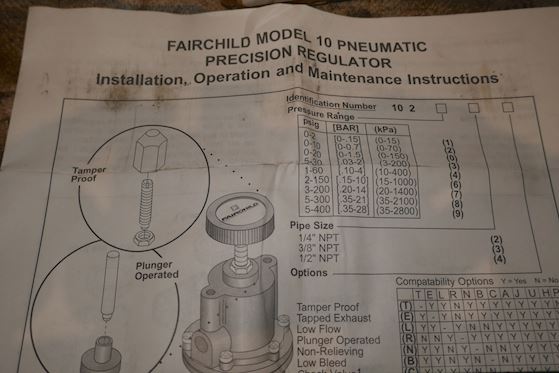 FAIRCHILD MODEL 10 PNEUMATIC
PRECISION REGULATOR
Installation, Operation and Maintenance Instructions
Identification Number 10 2
Pressure Range
psig [BAR] (kPa)
0-2 [0-.15] (0-15) (1)
0-10 [0-0.7] (0-70)
0-20 [0-1.5] (0-150)
5-30 [.03-2] (3-200) (3)
1-60 [.10-4] (10-400) (4)
2-150 [.15-10] (15-1000) (6)
3-200 [.20-14] (20-1400) (7)
5-300 [.35-21] (35-2100) (8)
5-400 [.35-28] (35-2800) (9)
Tamper
Proof
FAIRCHILD
Plunger
Operated
Pipe Size
1/4" NPT (2)
3/8" NPT (3)
1/2" NPT (4)
Options
Compatability Options Y = Yes N = No
T E L R N B C A J U H P
Tamper Proof (T)
Tapped Exhaust (E)
Low Flow (L)
Plunger Operated (R)
Non-Relieving (N)
Low Bleed (B)